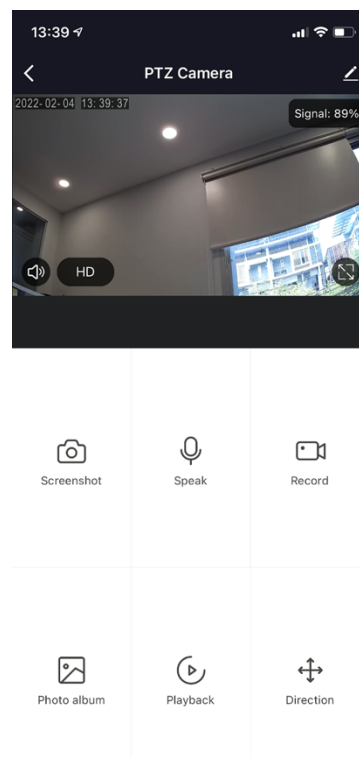 13:39
PTZ Camera
2022-02-04 13:39:37
Signal: 89%
HD
Screenshot
Speak
Record
Photo album
Playback
Direction